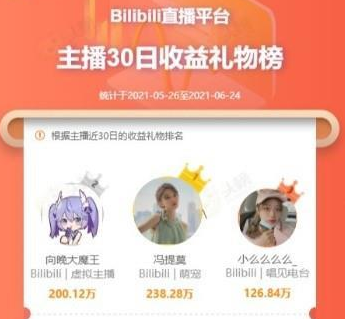 Bilibili直播平台
主播30日收益礼物榜
统计于2021-05-26至2021-06-24
根据主播近30日的收益礼物排名
向晚大魔王
Bilibili | 虚拟主播
200.12万
冯提莫
Bilibili | 萌宠
238.28万
小么么么么_
Bilibili | 唱见电台
126.84万